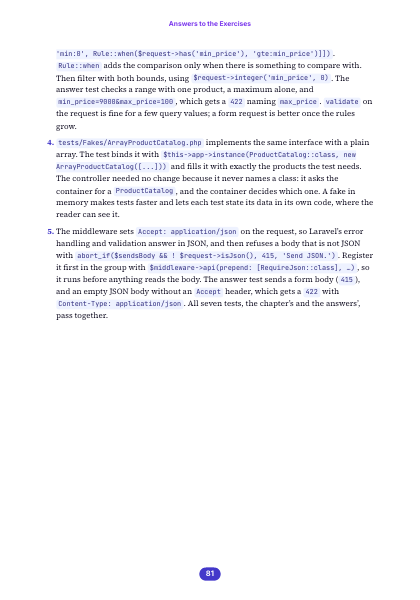 Answers to the Exercises
'min:0', Rule::when($request->has('min_price'), 'gte:min_price')]]).
Rule::when adds the comparison only when there is something to compare with.
Then filter with both bounds, using $request->integer('min_price', 0). The
answer test checks a range with one product, a maximum alone, and
min_price=9000&max_price=100, which gets a 422 naming max_price. validate on
the request is fine for a few query values; a form request is better once the rules
grow.
4. tests/Fakes/ArrayProductCatalog.php implements the same interface with a plain
array. The test binds it with $this->app->instance(ProductCatalog::class, new
ArrayProductCatalog([...])) and fills it with exactly the products the test needs.
The controller needed no change because it never names a class: it asks the
container for a ProductCatalog, and the container decides which one. A fake in
memory makes tests faster and lets each test state its data in its own code, where the
reader can see it.
5. The middleware sets Accept: application/json on the request, so Laravel's error
handling and validation answer in JSON, and then refuses a body that is not JSON
with abort_if($sendsBody && ! $request->isJson(), 415, 'Send JSON.'). Register
it first in the group with $middleware->api(prepend: [RequireJson::class], …), so
it runs before anything reads the body. The answer test sends a form body (415),
and an empty JSON body without an Accept header, which gets a 422 with
Content-Type: application/json. All seven tests, the chapter's and the answers',
pass together.
81